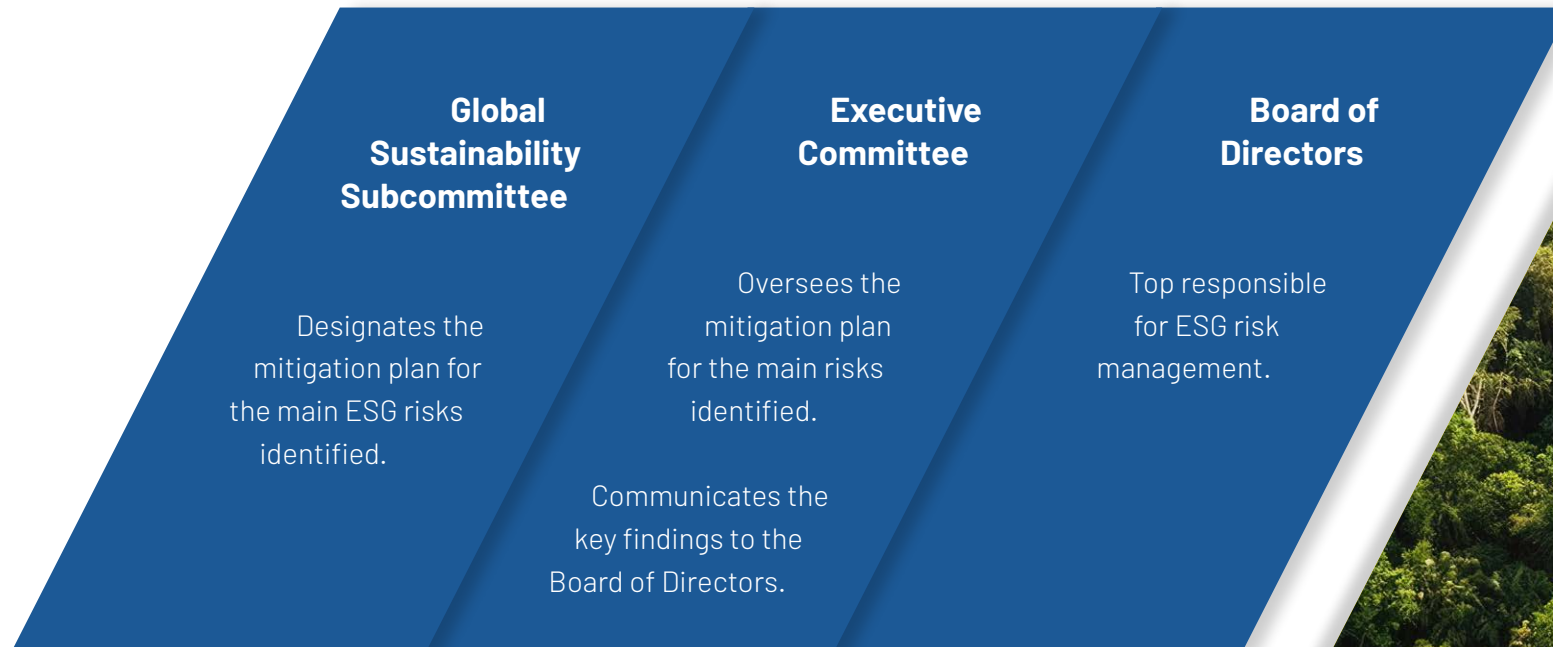 Global
Sustainability
Subcommittee
Designates the
mitigation plan for
the main ESG risks
identified.
Executive
Committee
Oversees the
mitigation plan
for the main risks
identified.
Communicates the
key findings to the
Board of Directors.
Board of
Directors
Top responsible
for ESG risk
management.